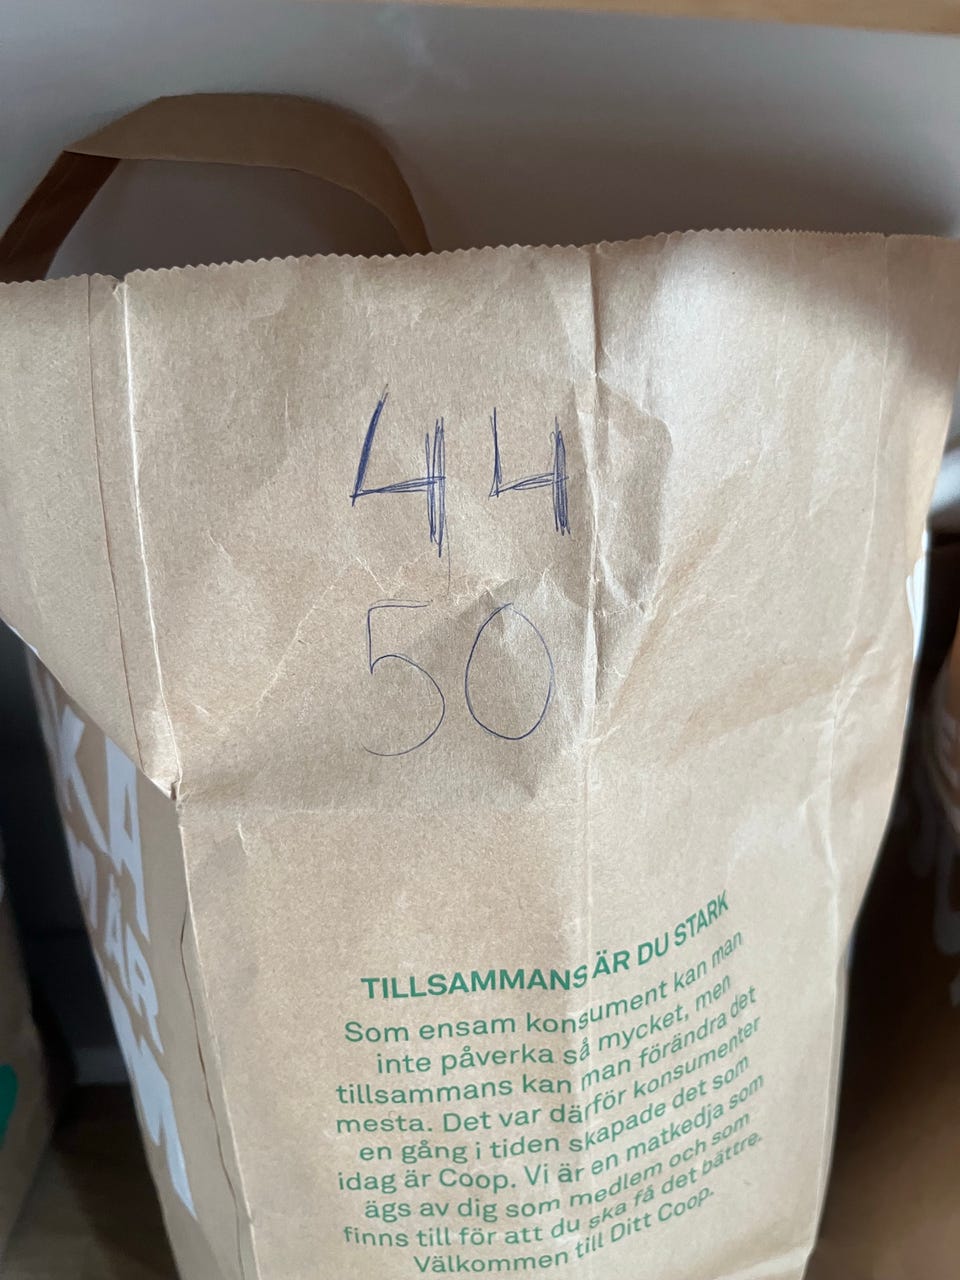 44
50
TILLSAMMANS ÄR DU STARK
Som ensam konsument kan man
inte påverka så mycket, men
tillsammans kan man förändra det
mesta. Det var därför konsumenter
en gång i tiden skapade det som
idag är Coop. Vi är en matkedja som
ägs av dig som medlem och som
finns till för att du ska få det bättre.
Välkommen till Ditt Coop.